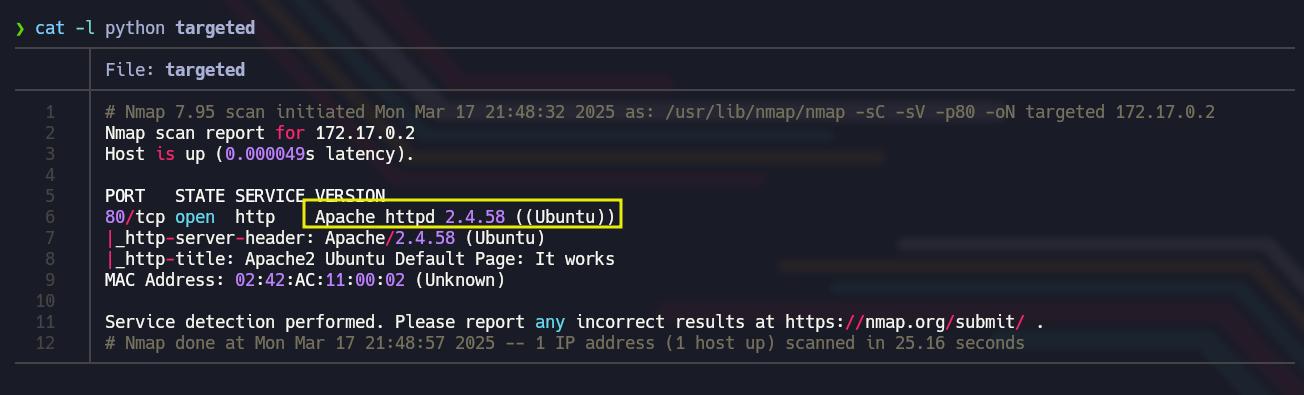 ❯ cat -l python targeted
File: targeted
1 # Nmap 7.95 scan initiated Mon Mar 17 21:48:32 2025 as: /usr/lib/nmap/nmap -sC -sV -p80 -oN targeted 172.17.0.2
2 Nmap scan report for 172.17.0.2
3 Host is up (0.000049s latency).
4
5 PORT   STATE SERVICE VERSION
6 80/tcp open  http    Apache httpd 2.4.58 ((Ubuntu))
7 |_http-server-header: Apache/2.4.58 (Ubuntu)
8 |_http-title: Apache2 Ubuntu Default Page: It works
9 MAC Address: 02:42:AC:11:00:02 (Unknown)
10
11 Service detection performed. Please report any incorrect results at https://nmap.org/submit/ .
12 # Nmap done at Mon Mar 17 21:48:57 2025 -- 1 IP address (1 host up) scanned in 25.16 seconds